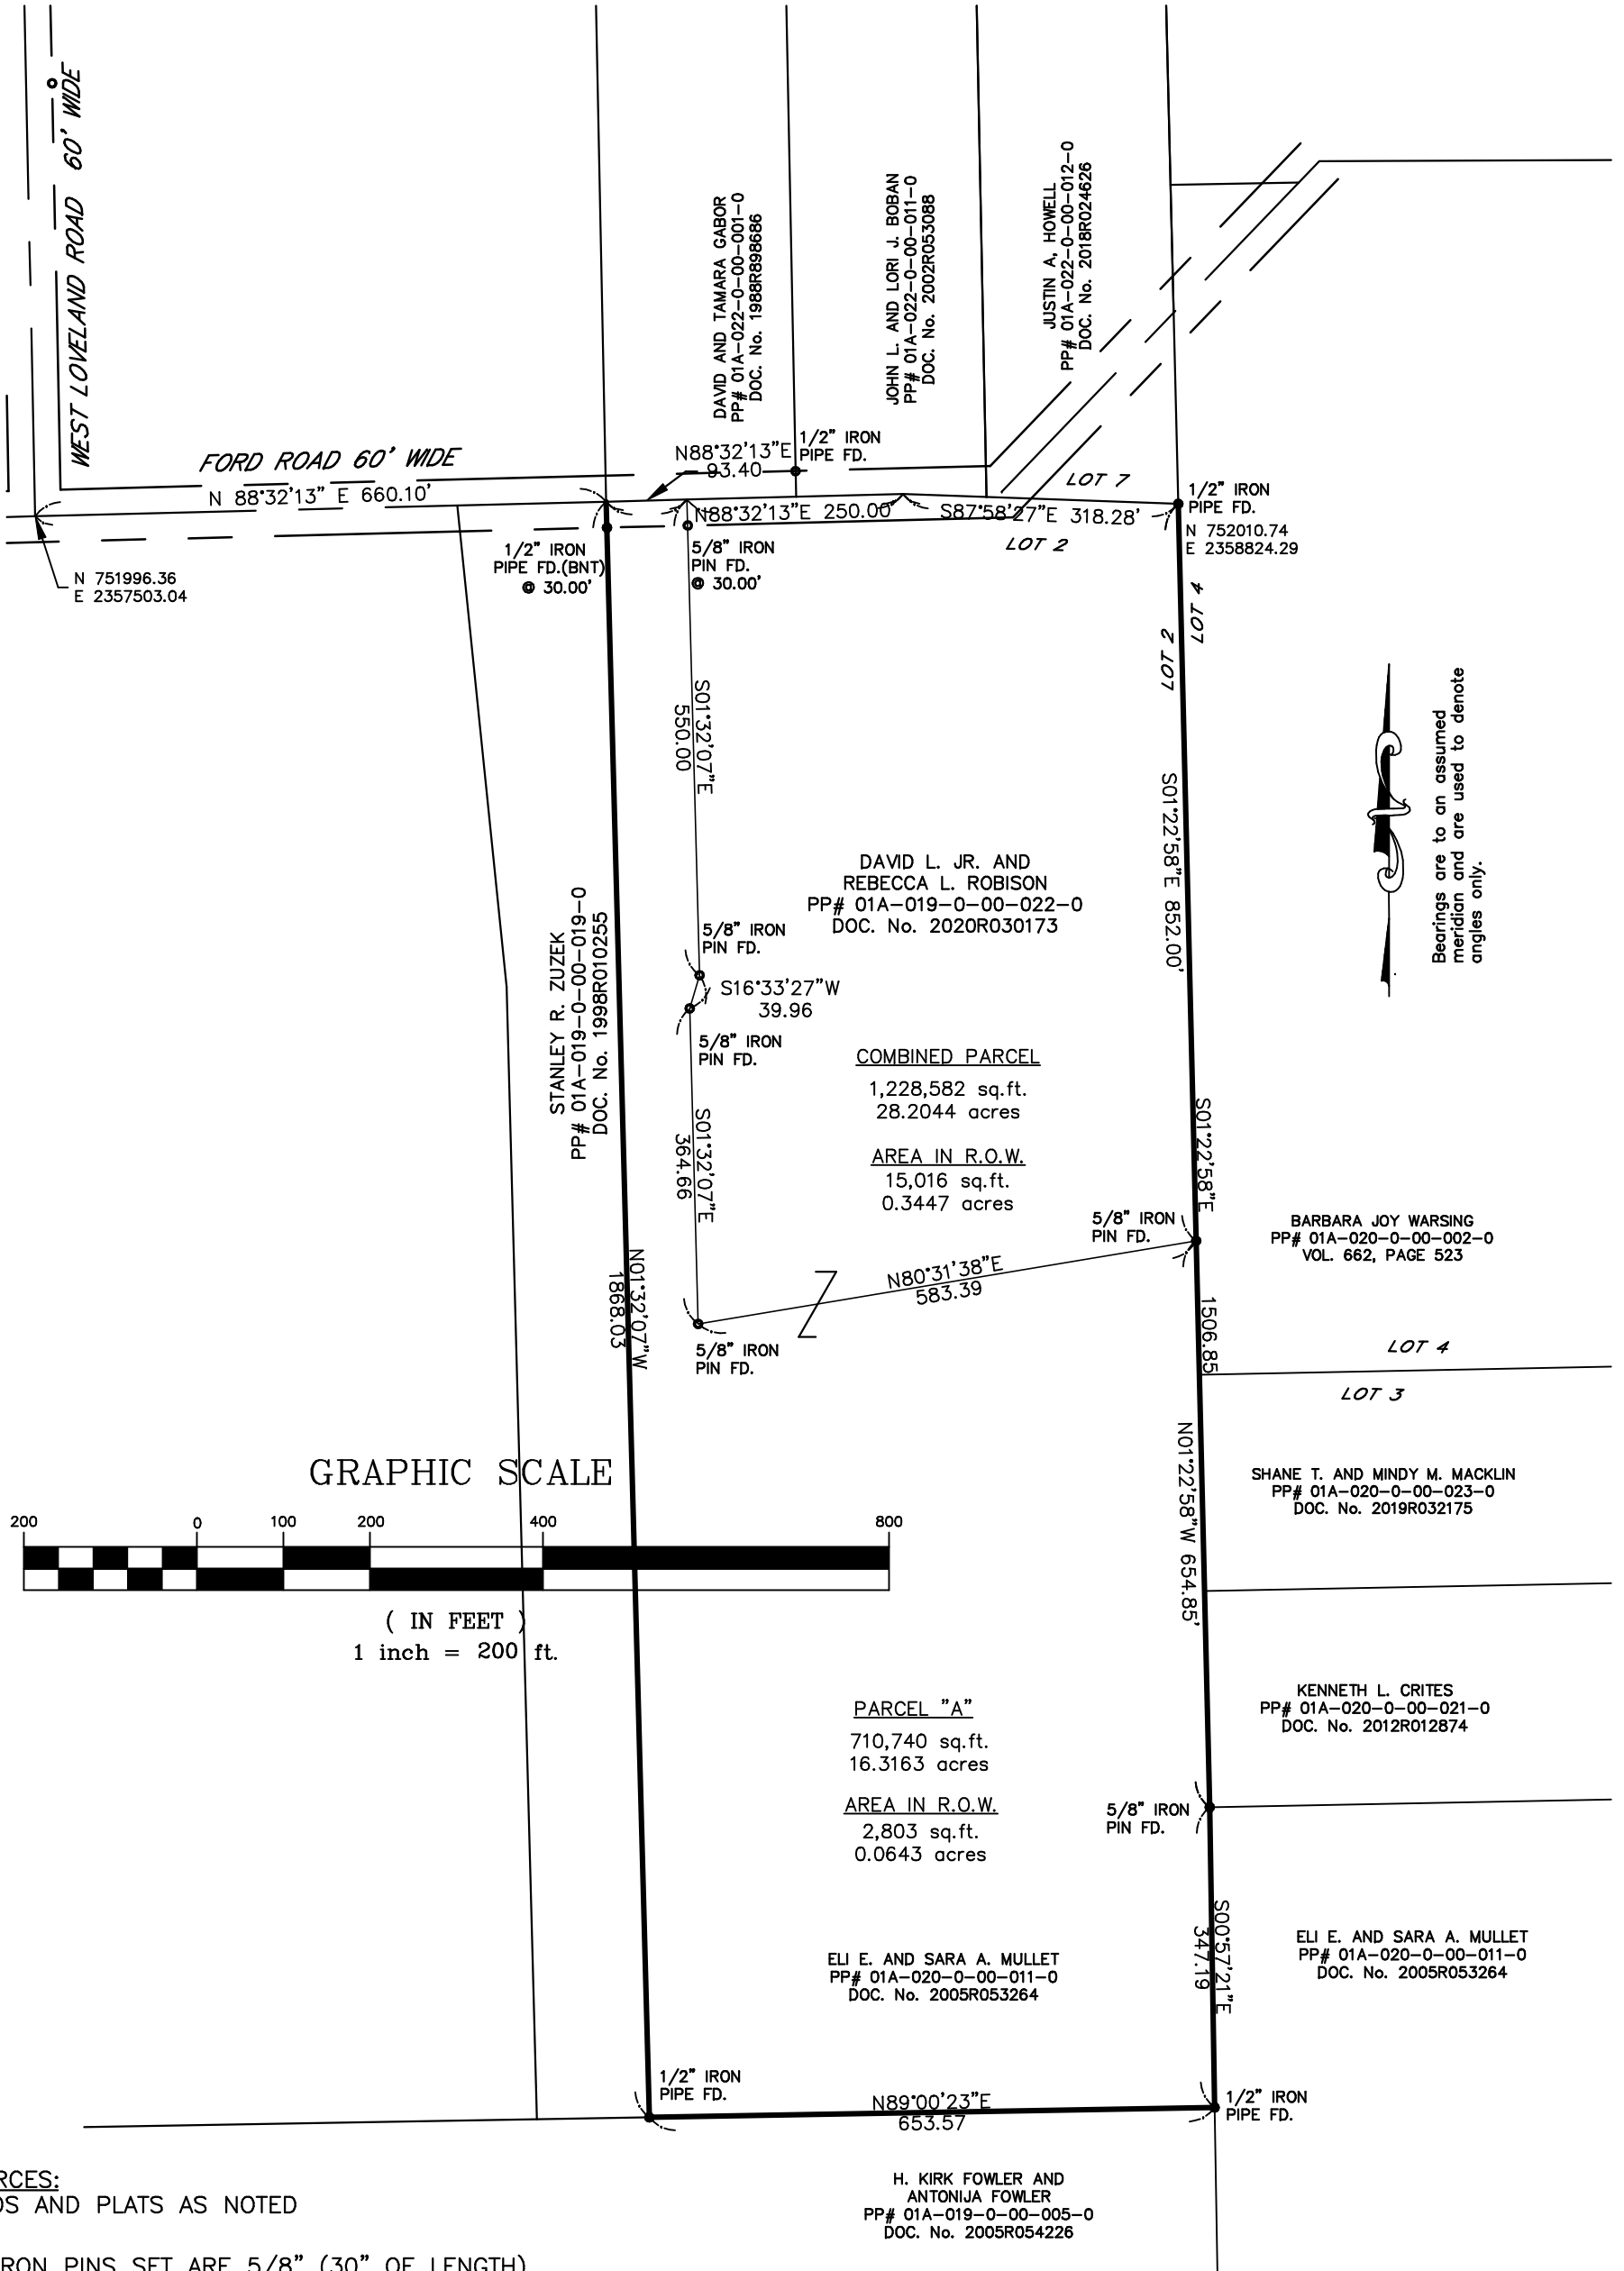 WEST LOVELAND ROAD 60' WIDE
FORD ROAD 60' WIDE
N 88°32'13" E 660.10'
N 751996.36
E 2357503.04
DAVID AND TAMARA GABOR
PP# 01A-022-0-00-001-0
DOC. No. 1988R898686
JOHN L. AND LORI J. BOBAN
PP# 01A-022-0-00-011-0
DOC. No. 2002R053088
JUSTIN A, HOWELL
PP# 01A-022-0-00-012-0
DOC. No. 2018R024626
N88°32'13"E
93.40
1/2" IRON
PIPE FD.
N88°32'13"E 250.00'
S87°58'27"E 318.28'
LOT 7
LOT 2
1/2" IRON
PIPE FD.
N 752010.74
E 2358824.29
1/2" IRON
PIPE FD.(BNT)
@ 30.00'
5/8" IRON
PIN FD.
@ 30.00'
LOT 4
LOT 2
S01°32'07"E
550.00
S01°22'58"E 852.00'
Bearings are to an assumed
meridian and are used to denote
angles only.
DAVID L. JR. AND
REBECCA L. ROBISON
PP# 01A-019-0-00-022-0
DOC. No. 2020R030173
STANLEY R. ZUZEK
PP# 01A-019-0-00-019-0
DOC. No. 1998R010255
5/8" IRON
PIN FD.
S16°33'27"W
39.96
5/8" IRON
PIN FD.
COMBINED PARCEL
1,228,582 sq.ft.
28.2044 acres
AREA IN R.O.W.
15,016 sq.ft.
0.3447 acres
S01°32'07"E
364.66
S01°22'58"E
1506.85
5/8" IRON
PIN FD.
BARBARA JOY WARSING
PP# 01A-020-0-00-002-0
VOL. 662, PAGE 523
N80°31'38"E
583.39
N01°32'07"W
1868.03
5/8" IRON
PIN FD.
LOT 4
LOT 3
N01°22'58"W 654.85'
SHANE T. AND MINDY M. MACKLIN
PP# 01A-020-0-00-023-0
DOC. No. 2019R032175
GRAPHIC SCALE
200 0 100 200 400 800
( IN FEET )
1 inch = 200 ft.
KENNETH L. CRITES
PP# 01A-020-0-00-021-0
DOC. No. 2012R012874
PARCEL "A"
710,740 sq.ft.
16.3163 acres
AREA IN R.O.W.
2,803 sq.ft.
0.0643 acres
5/8" IRON
PIN FD.
S00°57'21"E
347.19
ELI E. AND SARA A. MULLET
PP# 01A-020-0-00-011-0
DOC. No. 2005R053264
ELI E. AND SARA A. MULLET
PP# 01A-020-0-00-011-0
DOC. No. 2005R053264
1/2" IRON
PIPE FD.
N89°00'23"E
653.57
1/2" IRON
PIPE FD.
H. KIRK FOWLER AND
ANTONIJA FOWLER
PP# 01A-019-0-00-005-0
DOC. No. 2005R054226
RCES:
DS AND PLATS AS NOTED
RON PINS SET ARE 5/8" (30" OF LENGTH)